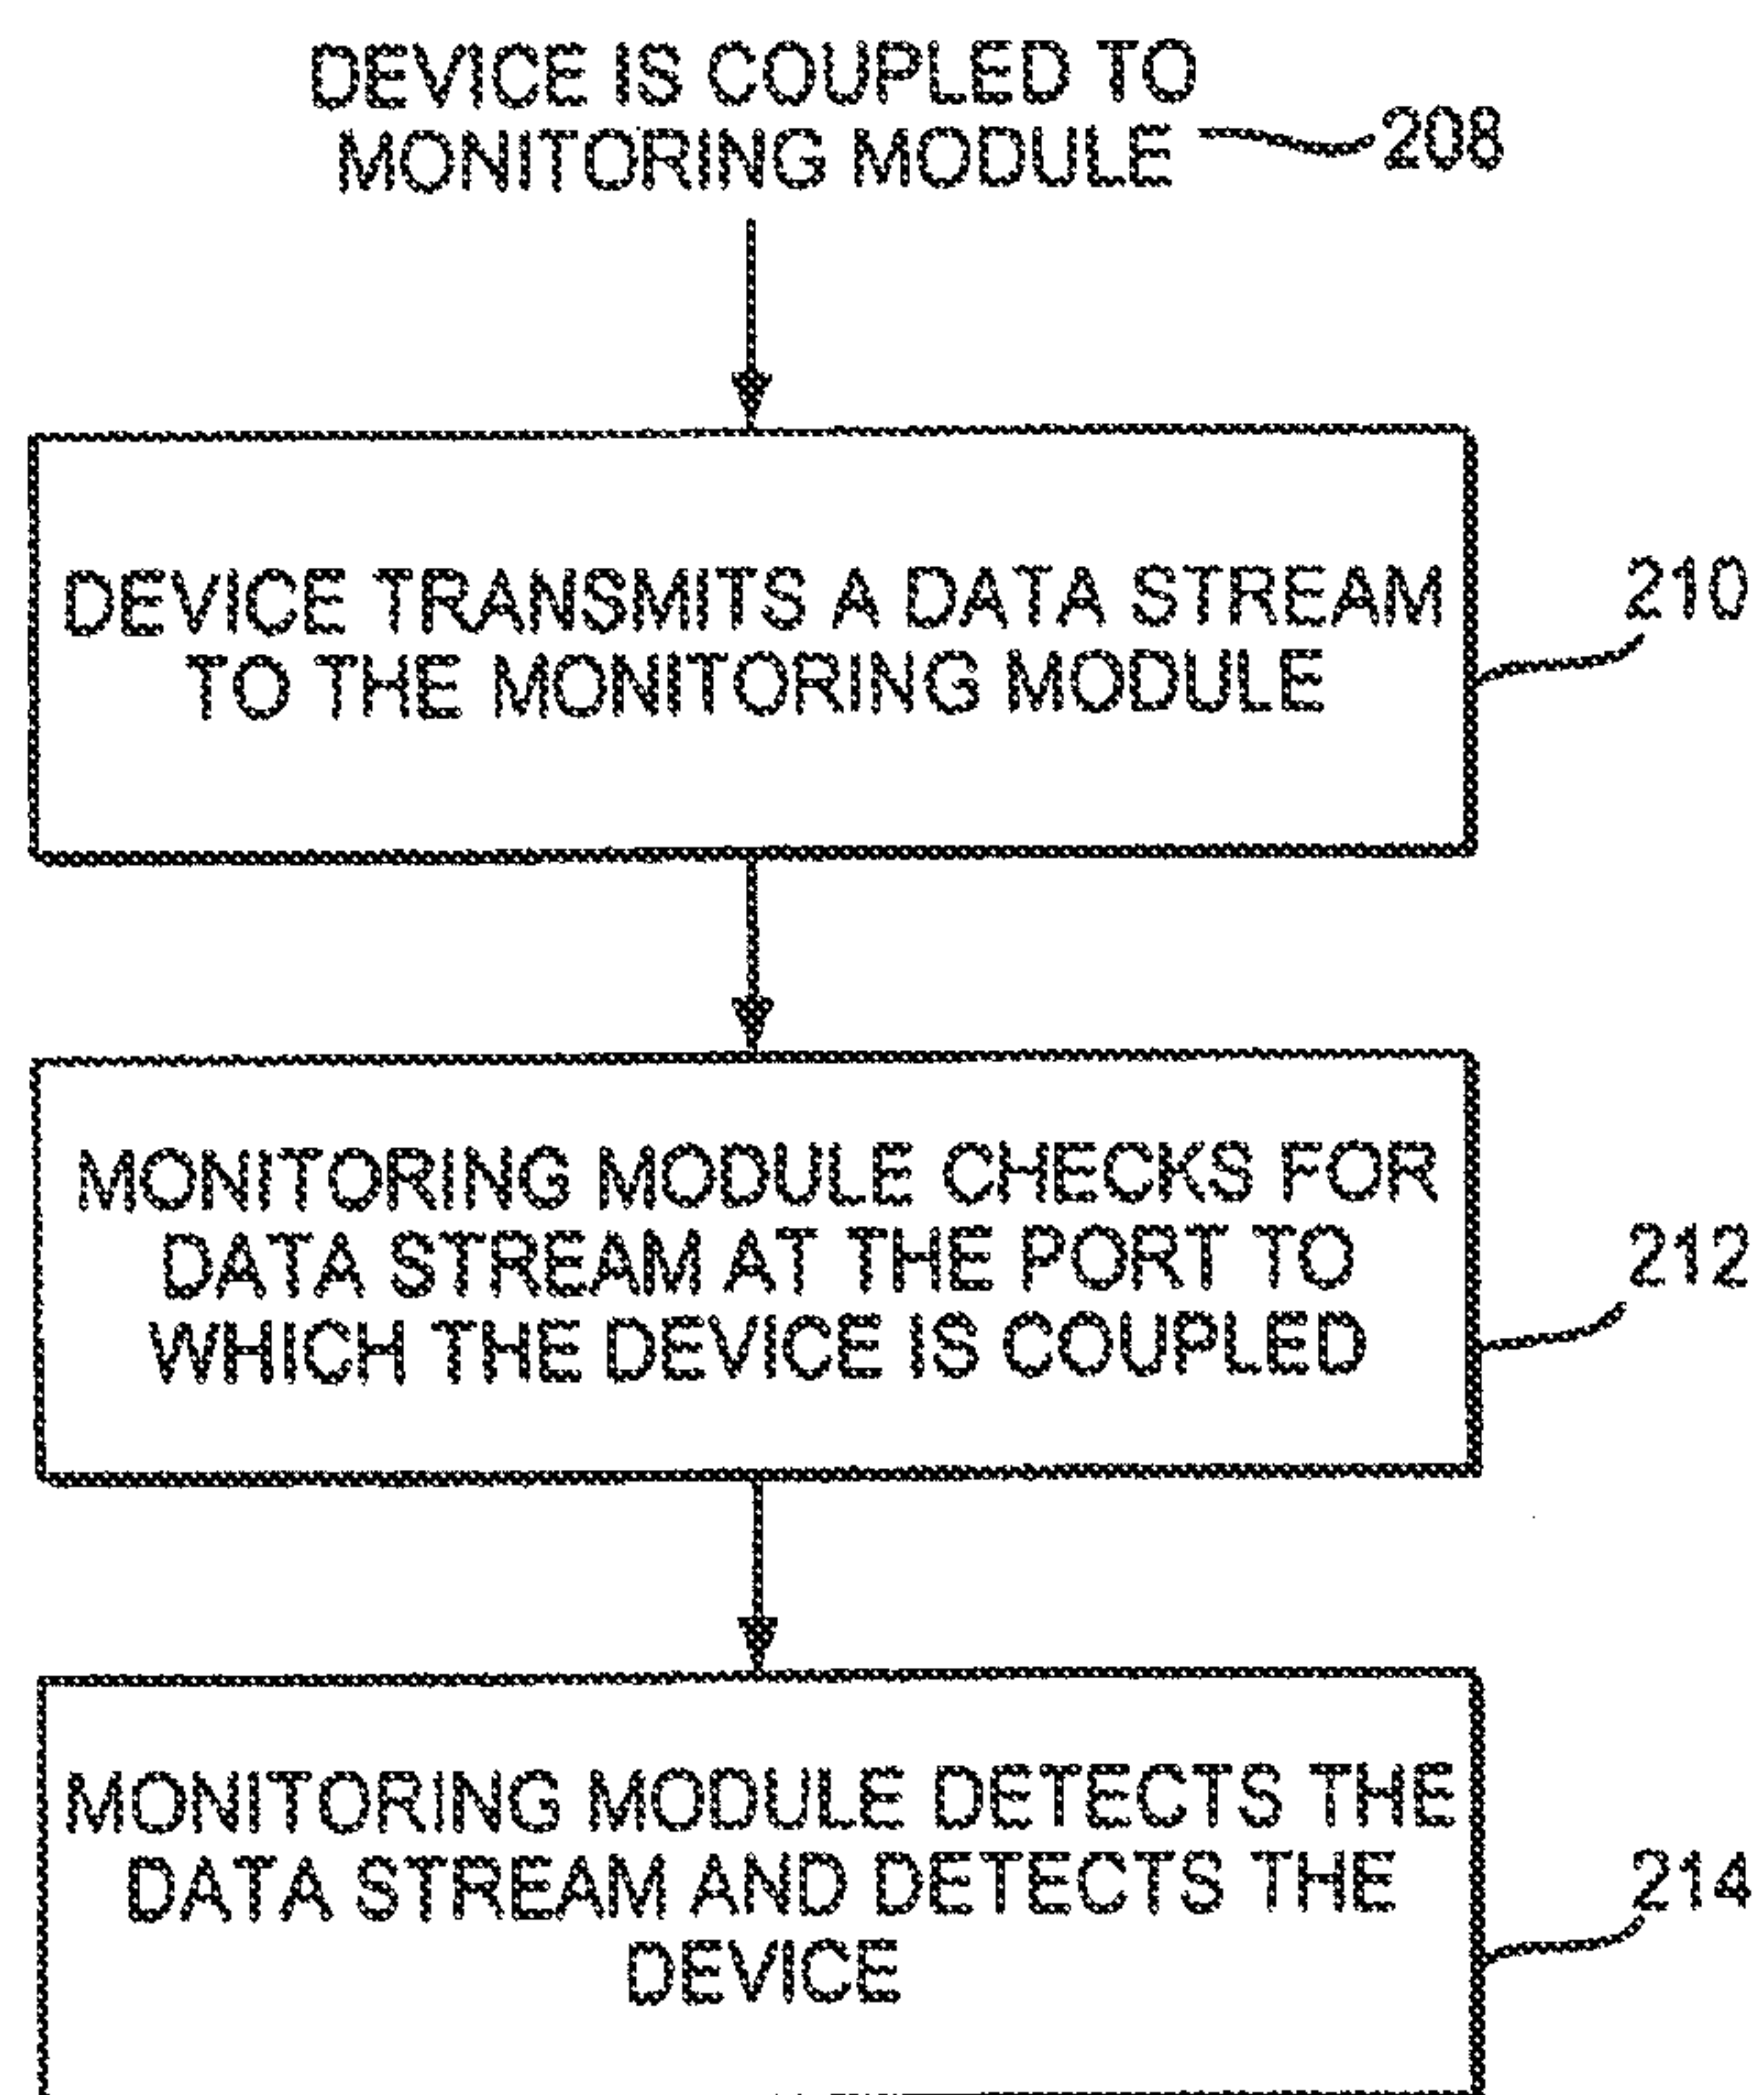 DEVICE IS COUPLED TO
MONITORING MODULE 208
DEVICE TRANSMITS A DATA STREAM
TO THE MONITORING MODULE
210
MONITORING MODULE CHECKS FOR
DATA STREAM AT THE PORT TO
WHICH THE DEVICE IS COUPLED
212
MONITORING MODULE DETECTS THE
DATA STREAM AND DETECTS THE
DEVICE
214